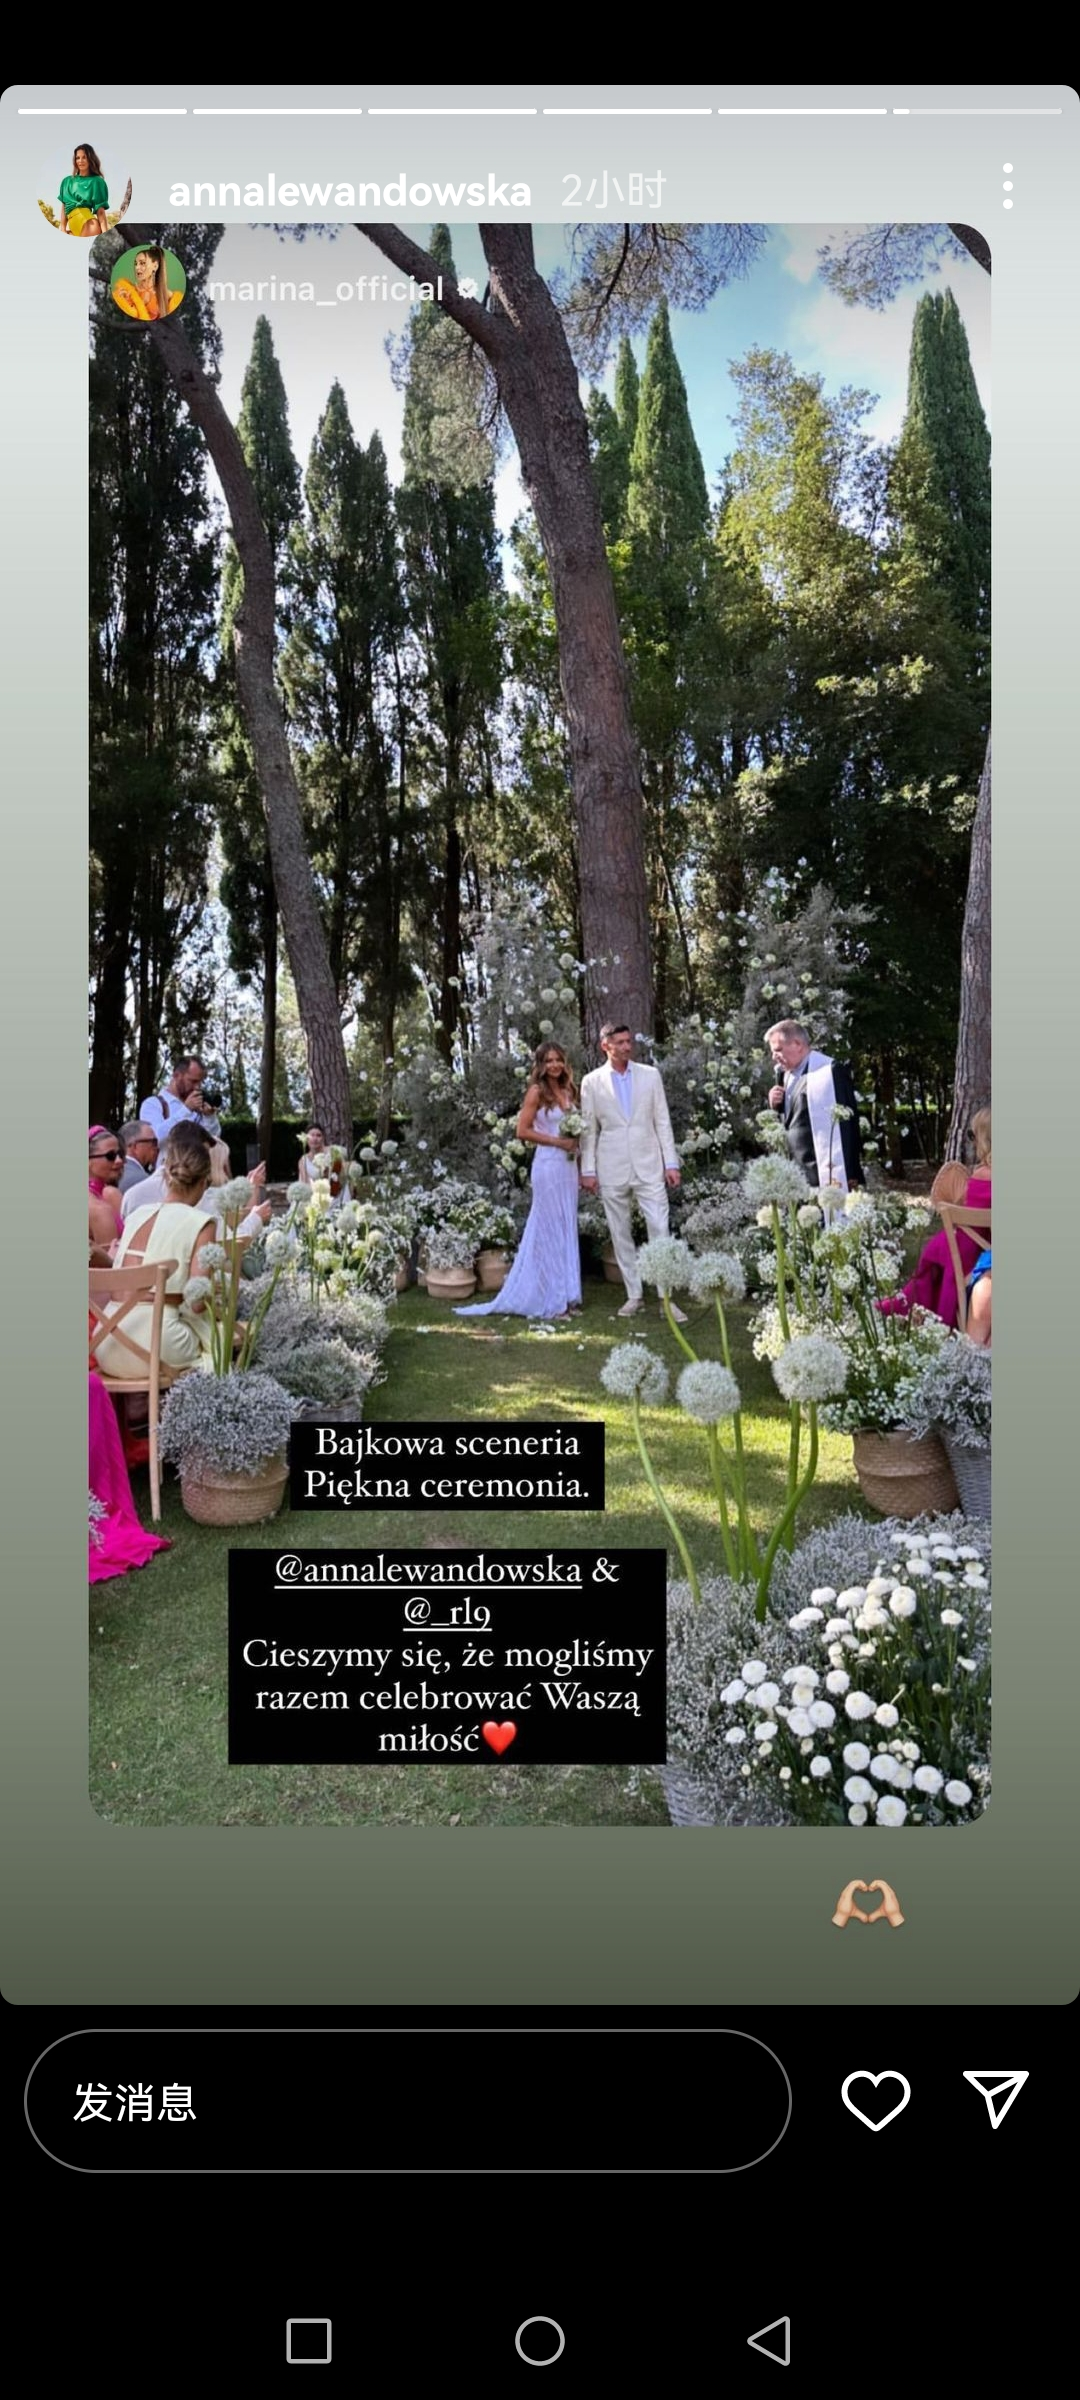 annalewandowska 2小时
marina_official
Bajkowa sceneria
Piękna ceremonia.
@annalewandowska &
@_rl9
Cieszymy się, że mogliśmy
razem celebrować Waszą
miłość❤️
发消息